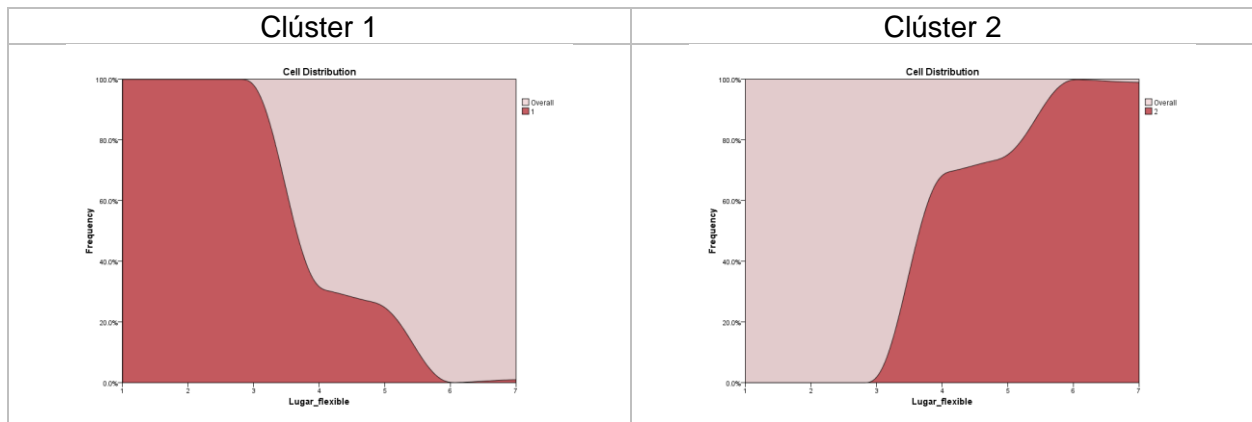 Clúster 1
Clúster 2
Cell Distribution
100.0%
80.0%
60.0%
40.0%
20.0%
0.0%
Frequency
1 2 3 4 5 6 7
Lugar_flexible
Overall
1
Cell Distribution
100.0%
80.0%
60.0%
40.0%
20.0%
0.0%
Frequency
1 2 3 4 5 6 7
Lugar_flexible
Overall
2